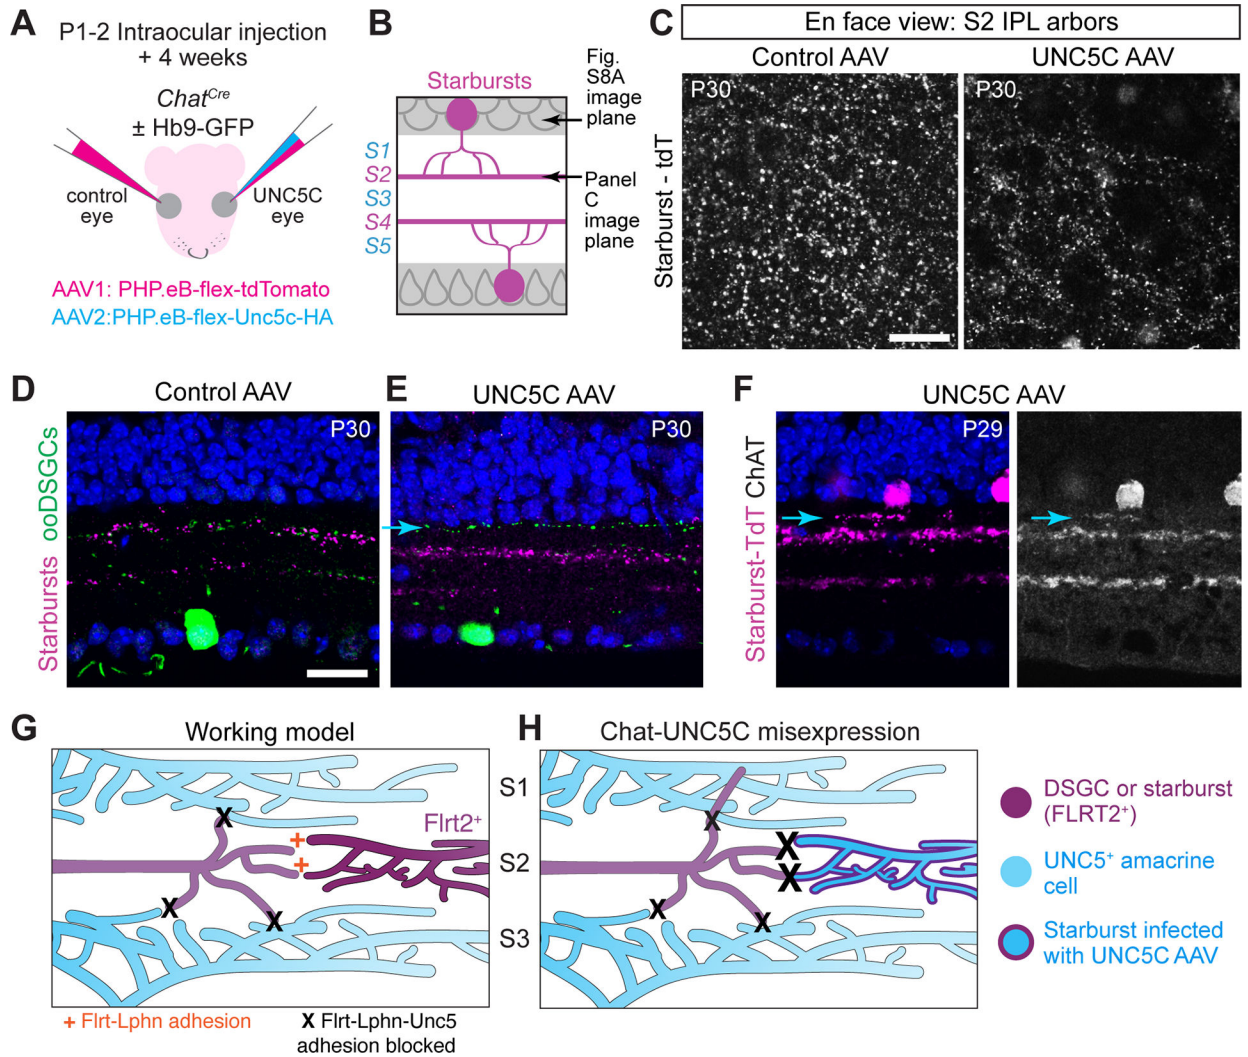 A
P1-2 Intraocular injection
+ 4 weeks
Chat^Cre
± Hb9-GFP
control
eye
UNC5C
eye
AAV1: PHP.eB-flex-tdTomato
AAV2:PHP.eB-flex-Unc5c-HA
B
Starbursts
S1
S2
S3
S4
S5
Fig.
S8A
image
plane
Panel
C
image
plane
C
En face view: S2 IPL arbors
Control AAV
UNC5C AAV
Starburst - tdT
P30
P30
D
Control AAV
Starbursts ooDSGCs
P30
E
UNC5C AAV
P30
F
UNC5C AAV
Starburst-TdT ChAT
P29
G
Working model
Flrt2⁺
+ Flrt-Lphn adhesion
X Flrt-Lphn-Unc5
adhesion blocked
S1
S2
S3
H
Chat-UNC5C misexpression
DSGC or starburst
(FLRT2⁺)
UNC5⁺ amacrine
cell
Starburst infected
with UNC5C AAV